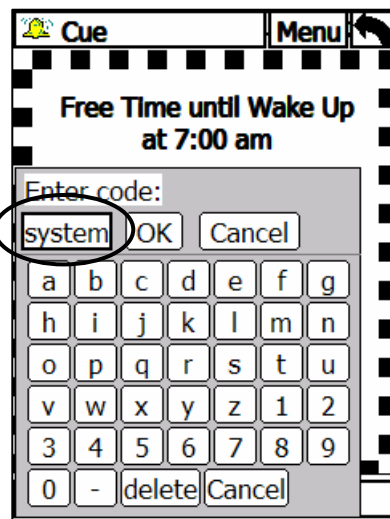 Cue Menu
Free Time until Wake Up
at 7:00 am
Enter code:
system OK Cancel
a b c d e f g
h i j k l m n
o p q r s t u
v w x y z 1 2
3 4 5 6 7 8 9
0 - delete Cancel